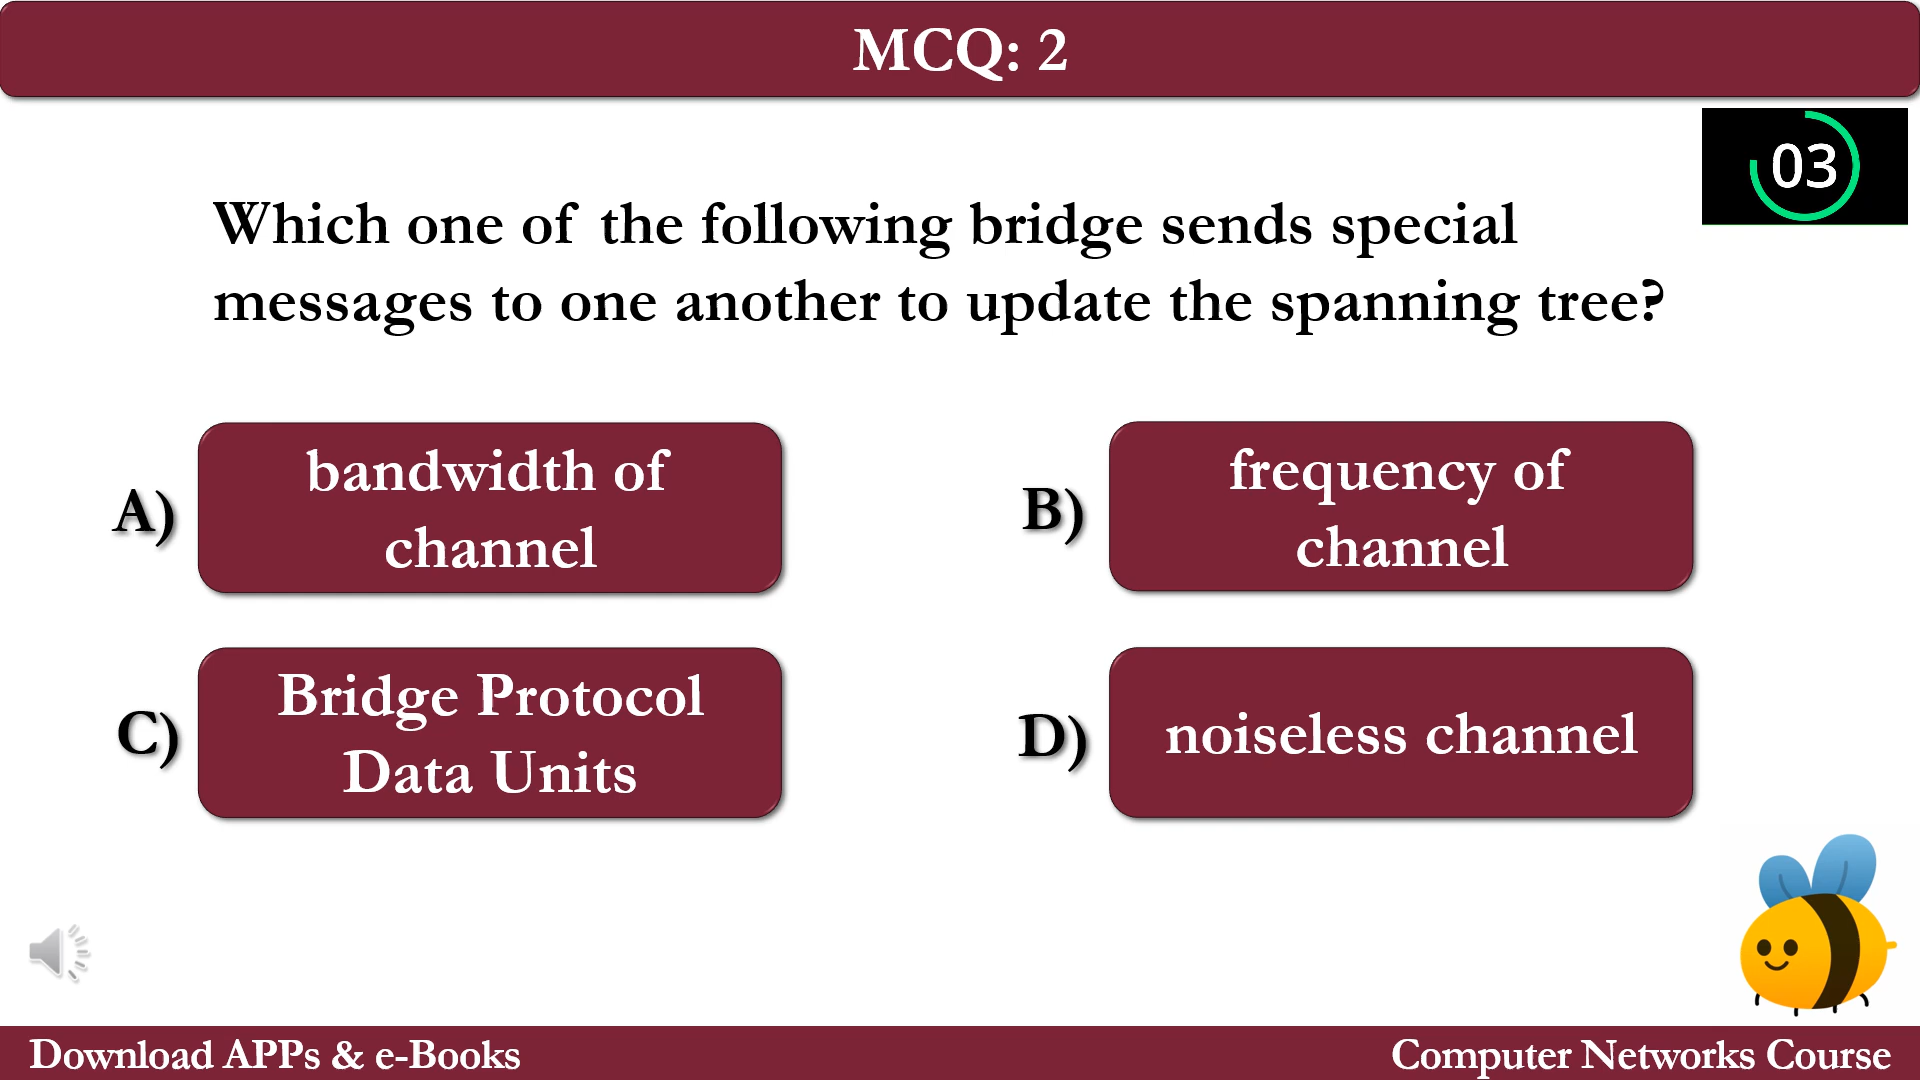 MCQ: 2
03
Which one of the following bridge sends special
messages to one another to update the spanning tree?
A)
bandwidth of
channel
B)
frequency of
channel
C)
Bridge Protocol
Data Units
D)
noiseless channel
Download APPs & e-Books
Computer Networks Course